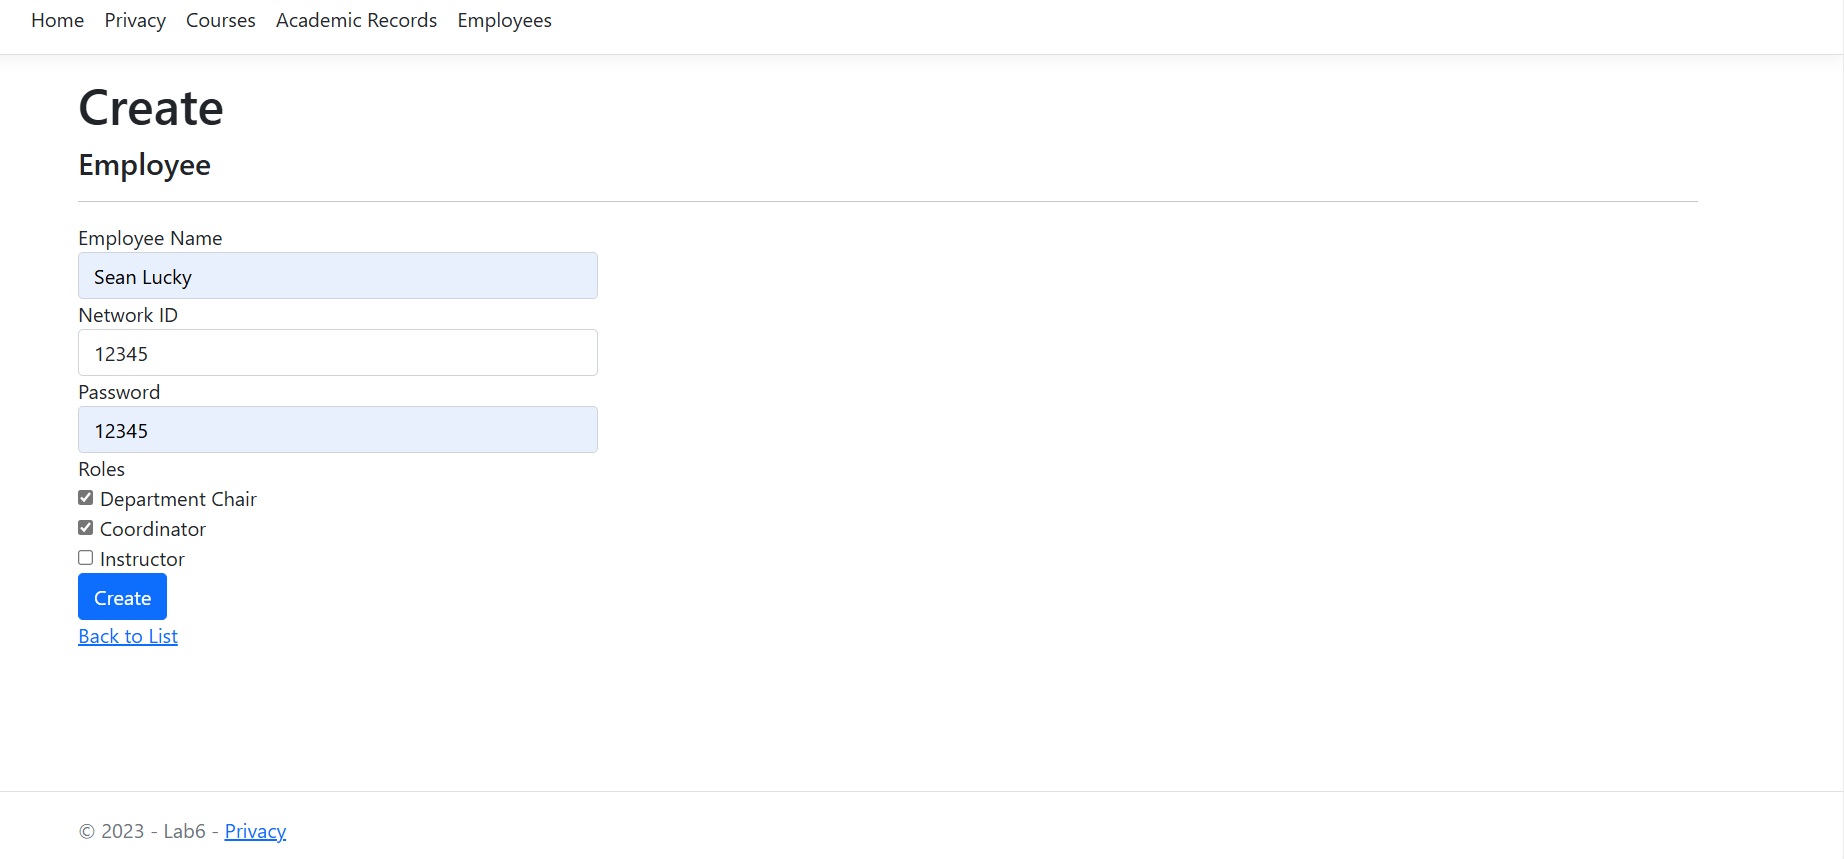 Home Privacy Courses Academic Records Employees
Create
Employee
Employee Name
Sean Lucky
Network ID
12345
Password
12345
Roles
Department Chair
Coordinator
Instructor
Create
Back to List
© 2023 - Lab6 - Privacy